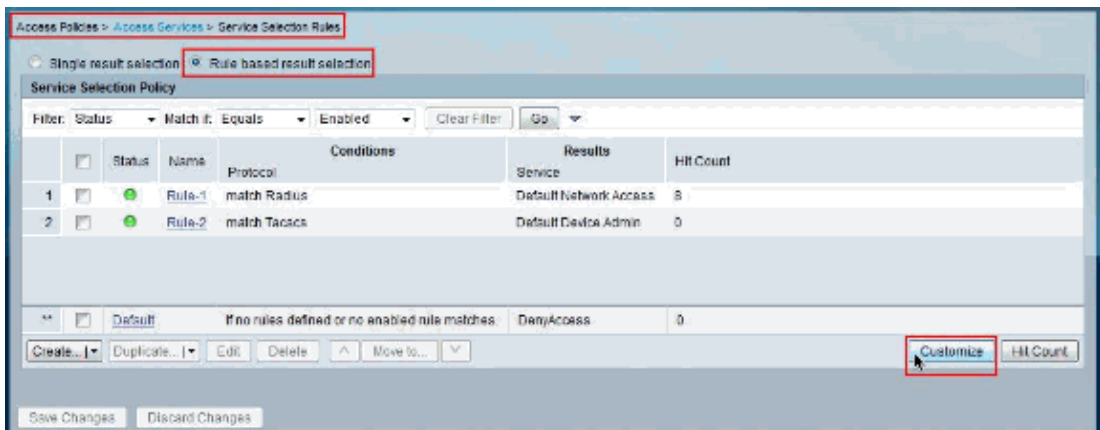 Access Policies > Access Services > Service Selection Rules
Single result selection Rule based result selection
Service Selection Policy
Filter: Status Match if: Equals Enabled Clear Filter Go
Conditions Results
Status Name Protocol Service Hit Count
1 Rule-1 match Radius Default Network Access 8
2 Rule-2 match Tacacs Default Device Admin 0
** Default If no rules defined or no enabled rule matches. DenyAccess 0
Create... | Duplicate... | Edit Delete ^ Move to... Customize Hit Count
Save Changes Discard Changes